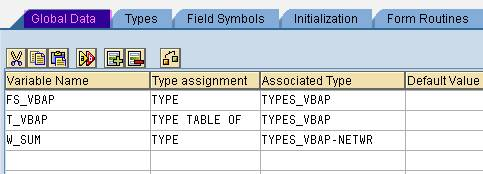 Global Data Types Field Symbols Initialization Form Routines
Variable Name Type assignment Associated Type Default Value
FS_VBAP TYPE TYPES_VBAP
T_VBAP TYPE TABLE OF TYPES_VBAP
W_SUM TYPE TYPES_VBAP-NETWR